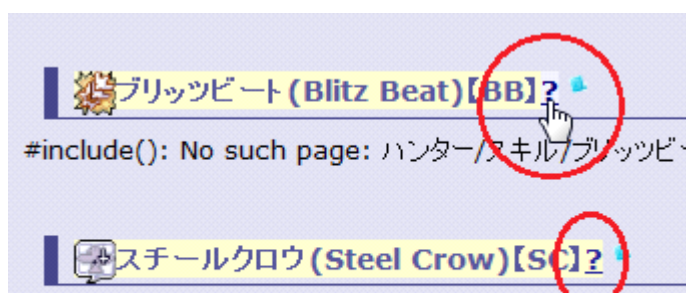 ブリッツビート(Blitz Beat)【BB】?
#include(): No such page: ハンター/スキル/ブリッツビー
スチールクロウ(Steel Crow)【SC】?